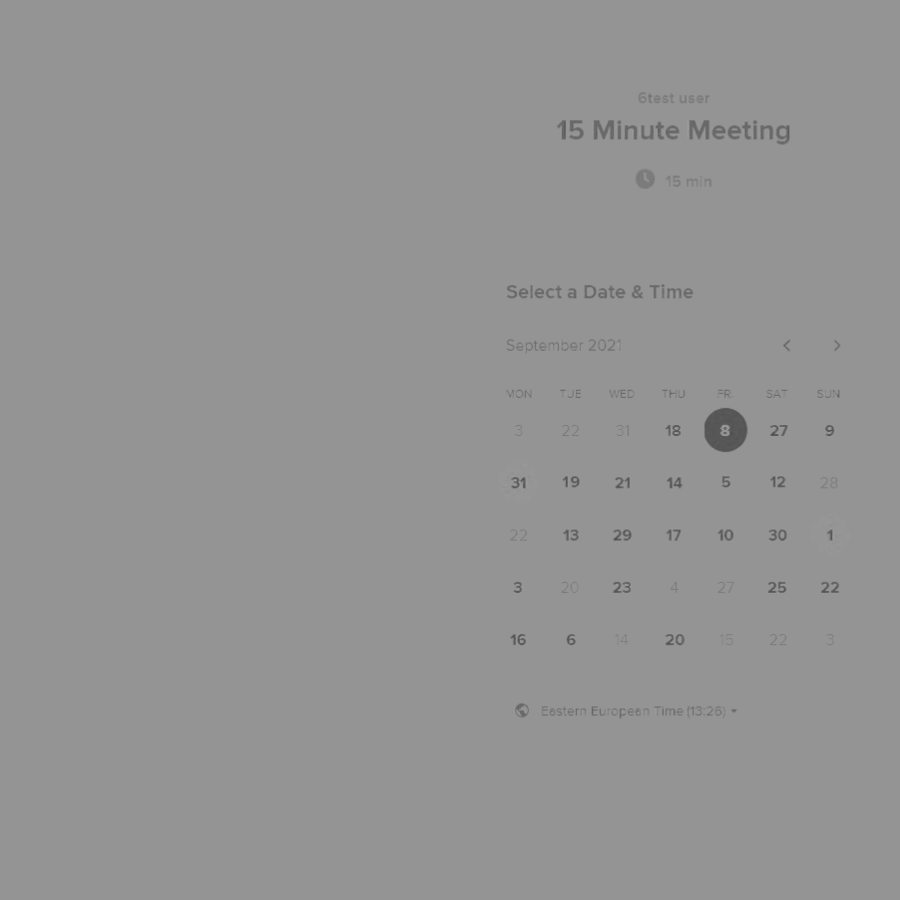 6test user
15 Minute Meeting
15 min
Select a Date & Time
September 2021
MON TUE WED THU FRI SAT SUN
3 22 31 18 8 27 9
31 19 21 14 5 12 28
22 13 29 17 10 30 1
3 20 23 4 27 25 22
16 6 14 20 15 22 3
Eastern European Time (13:26)